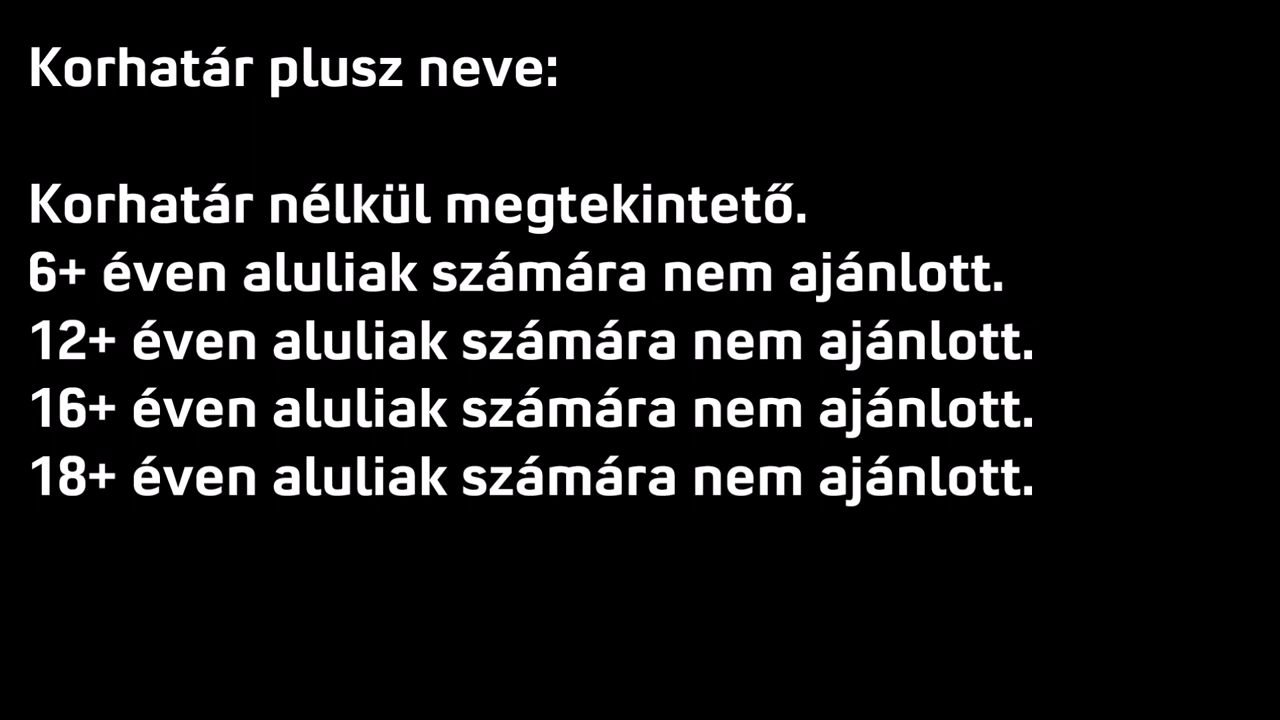 Korhatár plusz neve:
Korhatár nélkül megtekintető.
6+ éven aluliak számára nem ajánlott.
12+ éven aluliak számára nem ajánlott.
16+ éven aluliak számára nem ajánlott.
18+ éven aluliak számára nem ajánlott.